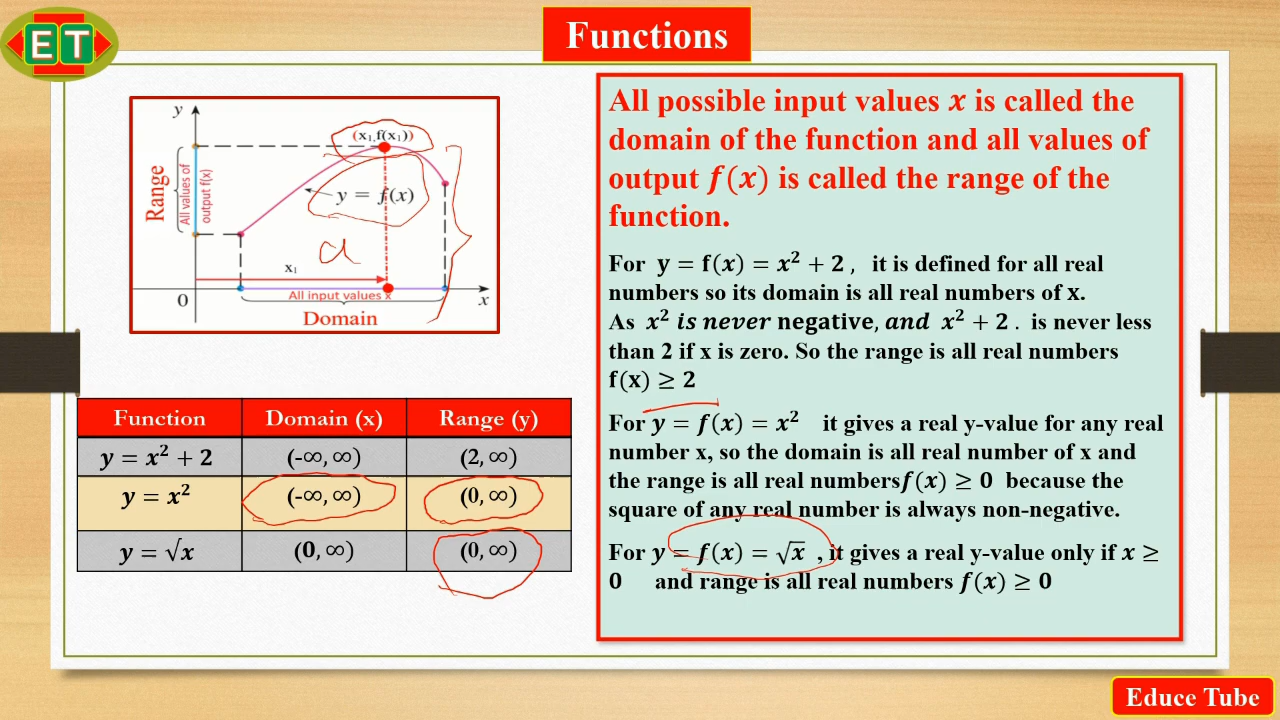 ET
Functions
y
(x₁,f(x₁))
Range
All values of
output f(x)
y = f(x)
a
x₁
0
All input values x
x
Domain
Function Domain (x) Range (y)
y = x² + 2 (-∞, ∞) (2, ∞)
y = x² (-∞, ∞) (0, ∞)
y = √x (0, ∞) (0, ∞)
All possible input values x is called the
domain of the function and all values of
output f(x) is called the range of the
function.
For y = f(x) = x² + 2 , it is defined for all real
numbers so its domain is all real numbers of x.
As x² is never negative, and x² + 2 . is never less
than 2 if x is zero. So the range is all real numbers
f(x) ≥ 2
For y = f(x) = x² it gives a real y-value for any real
number x, so the domain is all real number of x and
the range is all real numbersf(x) ≥ 0 because the
square of any real number is always non-negative.
For y = f(x) = √x , it gives a real y-value only if x ≥
0 and range is all real numbers f(x) ≥ 0
Educe Tube